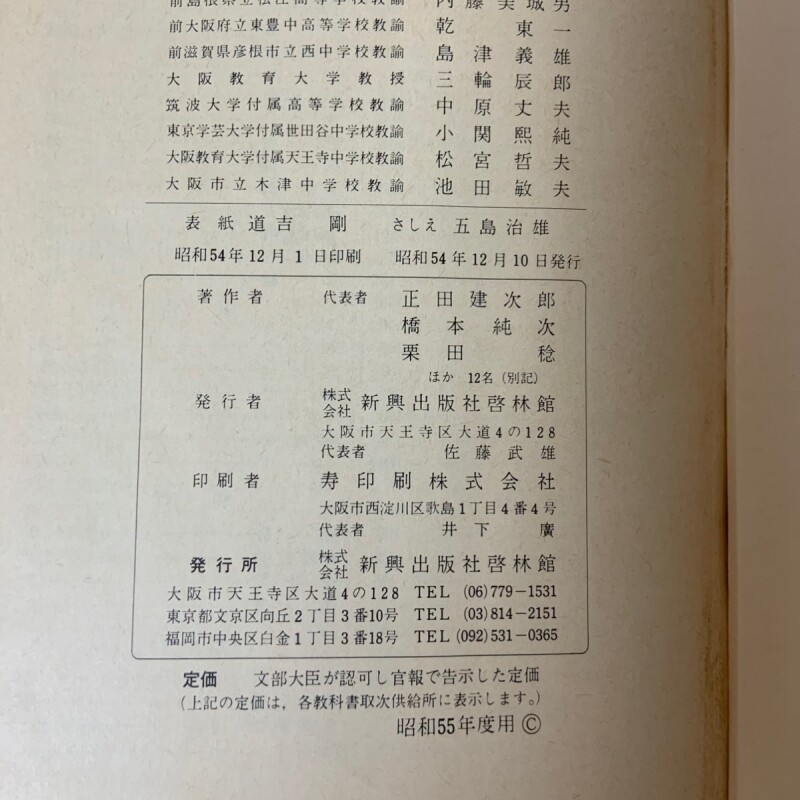 前島根県立松江高等学校教諭 内藤美城男
前大阪府立東豊中高等学校教諭 乾東一
前滋賀県彦根市立西中学校教諭 島津義雄
大阪教育大学教授 三輪辰郎
筑波大学付属高等学校教諭 中原丈夫
東京学芸大学付属世田谷中学校教諭 小関熙純
大阪教育大学付属天王寺中学校教諭 松宮哲夫
大阪市立木津中学校教諭 池田敏夫
表紙 道吉剛 さしえ 五島治雄
昭和54年12月1日印刷 昭和54年12月10日発行
著作者 代表者 正田建次郎
橋本純次
栗田稔
ほか 12名(別記)
発行者 株式会社 新興出版社啓林館
大阪市天王寺区大道4の128
代表者 佐藤武雄
印刷者 寿印刷株式会社
大阪市西淀川区歌島1丁目4番4号
代表者 井下廣
発行所 株式会社 新興出版社啓林館
大阪市天王寺区大道4の128 TEL (06)779-1531
東京都文京区向丘2丁目3番10号 TEL (03)814-2151
福岡市中央区白金1丁目3番18号 TEL (092)531-0365
定価 文部大臣が認可し官報で告示した定価
(上記の定価は,各教科書取次供給所に表示します。)
昭和55年度用 ©